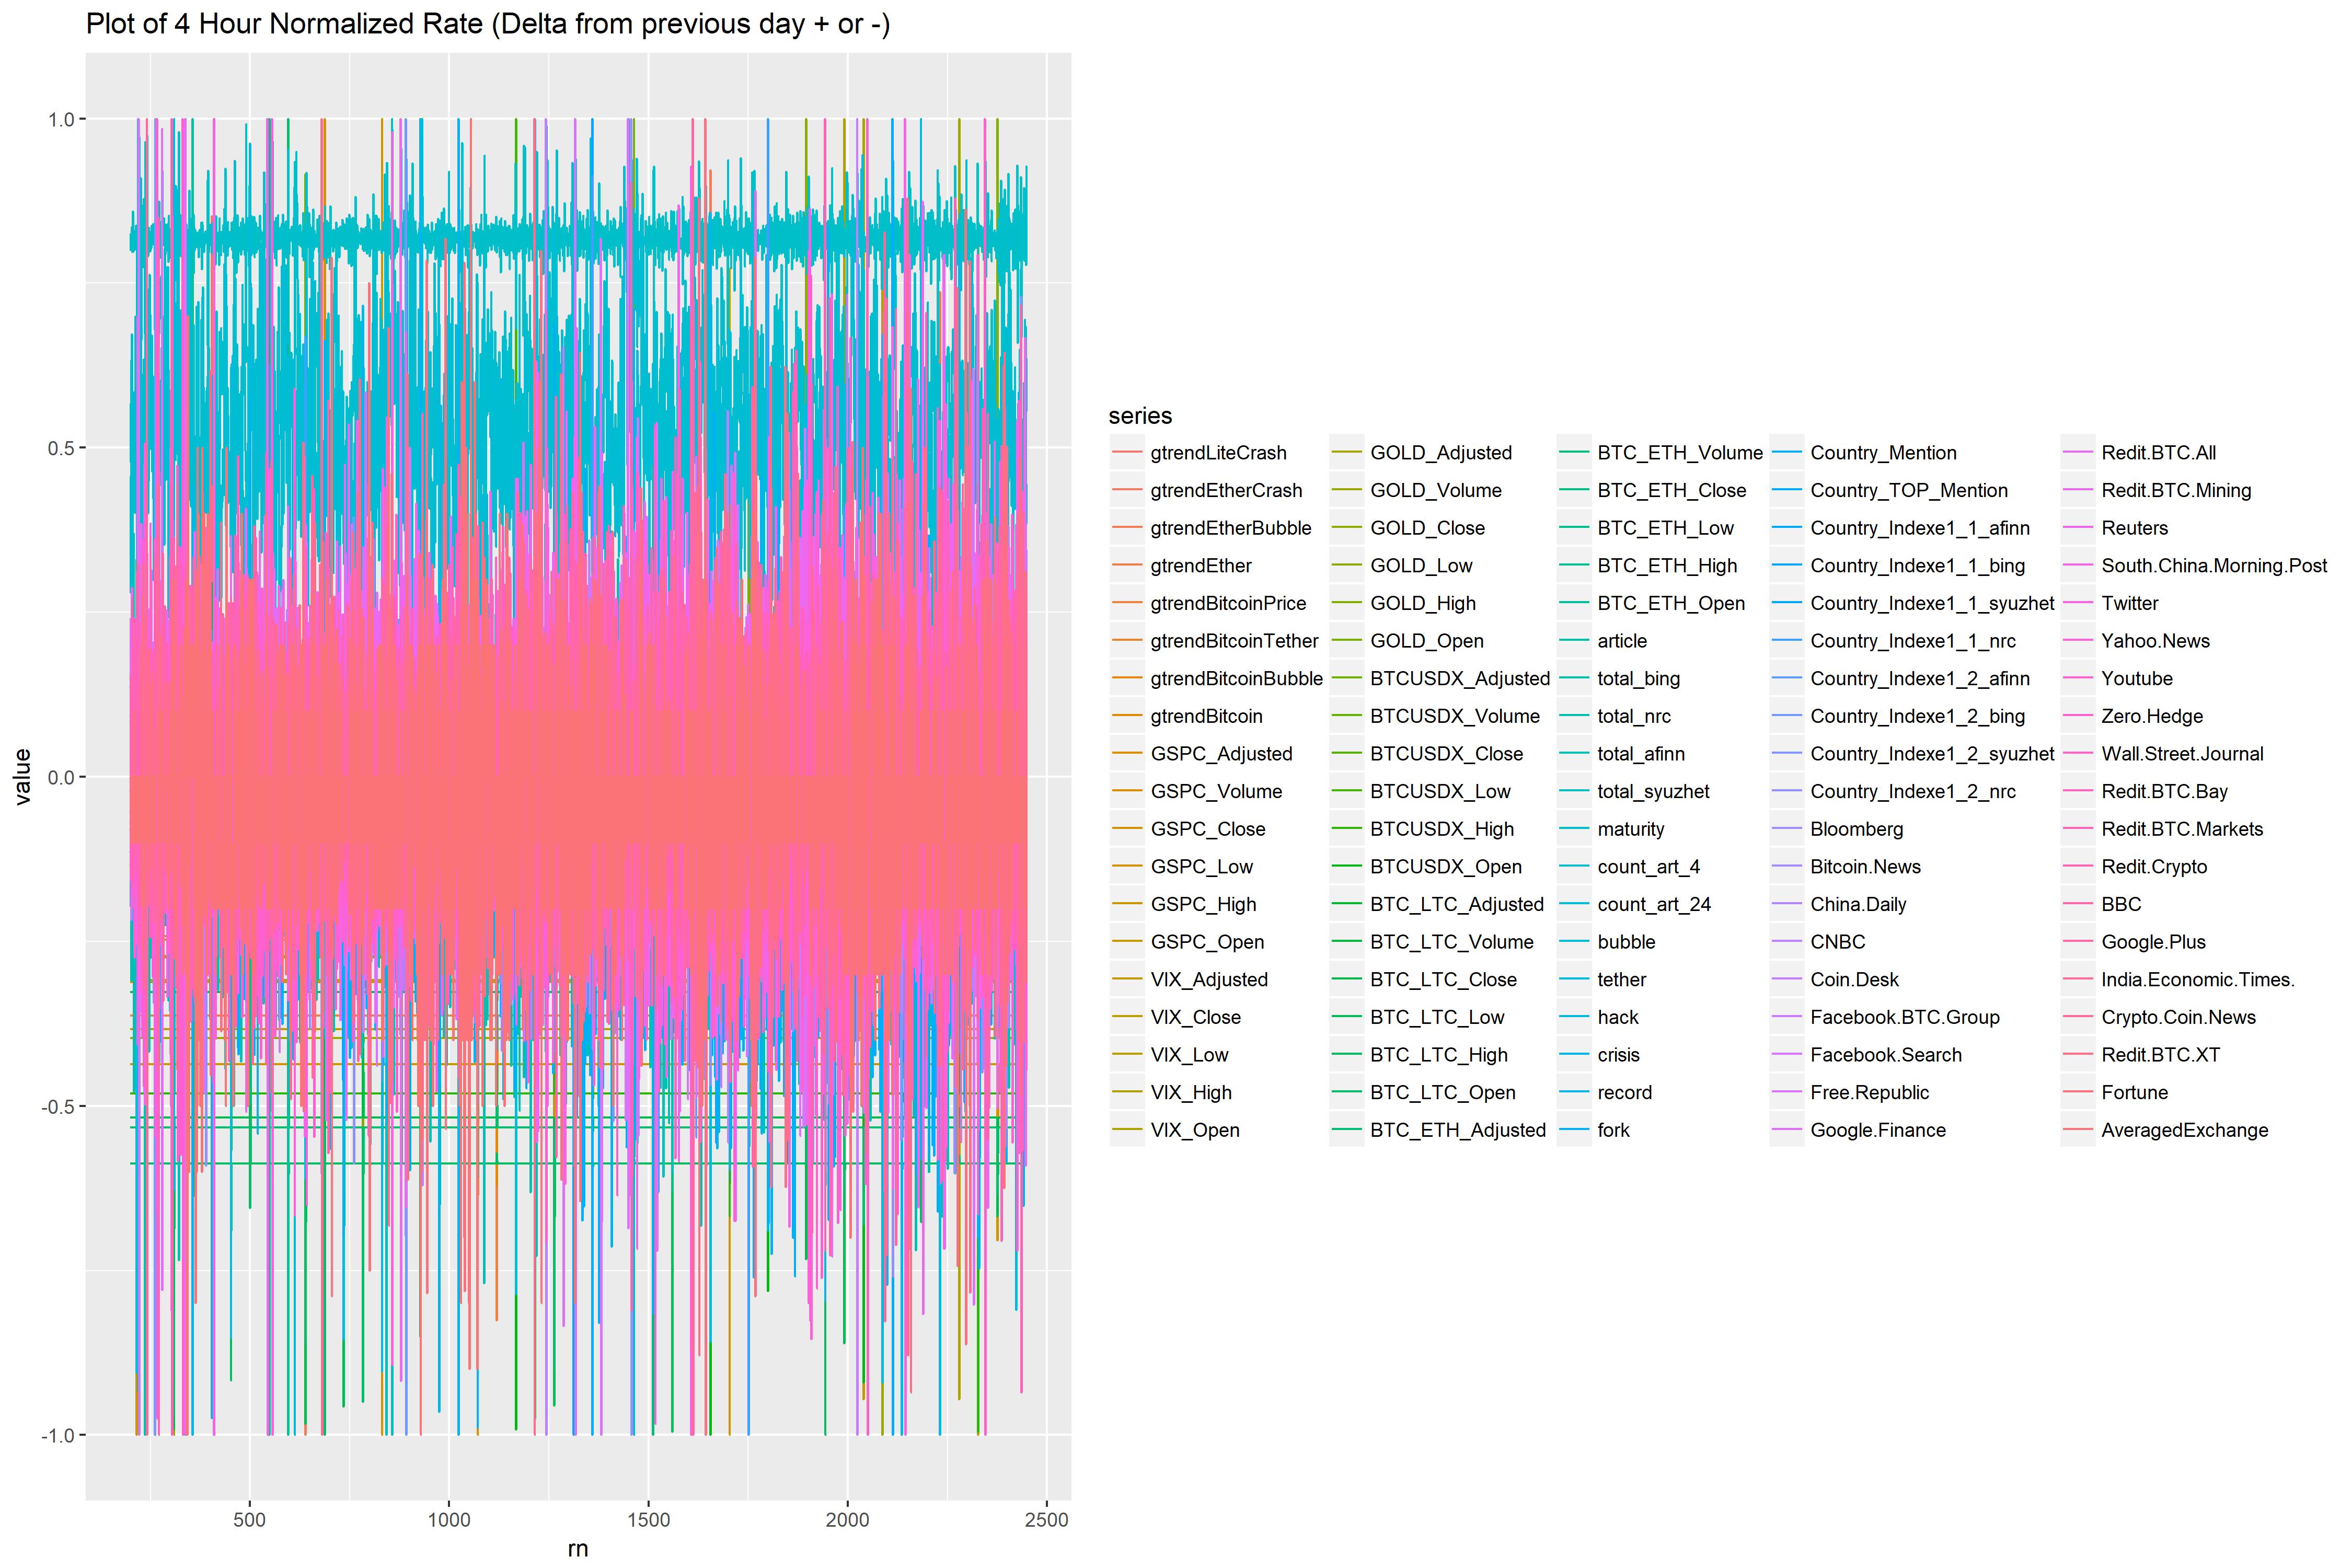 Plot of 4 Hour Normalized Rate (Delta from previous day + or -)
1.0
0.5
0.0
-0.5
-1.0
value
500
1000
1500
2000
2500
rn
series
gtrendLiteCrash
gtrendEtherCrash
gtrendEtherBubble
gtrendEther
gtrendBitcoinPrice
gtrendBitcoinTether
gtrendBitcoinBubble
gtrendBitcoin
GSPC_Adjusted
GSPC_Volume
GSPC_Close
GSPC_Low
GSPC_High
GSPC_Open
VIX_Adjusted
VIX_Close
VIX_Low
VIX_High
VIX_Open
GOLD_Adjusted
GOLD_Volume
GOLD_Close
GOLD_Low
GOLD_High
GOLD_Open
BTCUSDX_Adjusted
BTCUSDX_Volume
BTCUSDX_Close
BTCUSDX_Low
BTCUSDX_High
BTCUSDX_Open
BTC_LTC_Adjusted
BTC_LTC_Volume
BTC_LTC_Close
BTC_LTC_Low
BTC_LTC_High
BTC_LTC_Open
BTC_ETH_Adjusted
BTC_ETH_Volume
BTC_ETH_Close
BTC_ETH_Low
BTC_ETH_High
BTC_ETH_Open
article
total_bing
total_nrc
total_afinn
total_syuzhet
maturity
count_art_4
count_art_24
bubble
tether
hack
crisis
record
fork
Country_Mention
Country_TOP_Mention
Country_Indexe1_1_afinn
Country_Indexe1_1_bing
Country_Indexe1_1_syuzhet
Country_Indexe1_1_nrc
Country_Indexe1_2_afinn
Country_Indexe1_2_bing
Country_Indexe1_2_syuzhet
Country_Indexe1_2_nrc
Bloomberg
Bitcoin.News
China.Daily
CNBC
Coin.Desk
Facebook.BTC.Group
Facebook.Search
Free.Republic
Google.Finance
Redit.BTC.All
Redit.BTC.Mining
Reuters
South.China.Morning.Post
Twitter
Yahoo.News
Youtube
Zero.Hedge
Wall.Street.Journal
Redit.BTC.Bay
Redit.BTC.Markets
Redit.Crypto
BBC
Google.Plus
India.Economic.Times.
Crypto.Coin.News
Redit.BTC.XT
Fortune
AveragedExchange